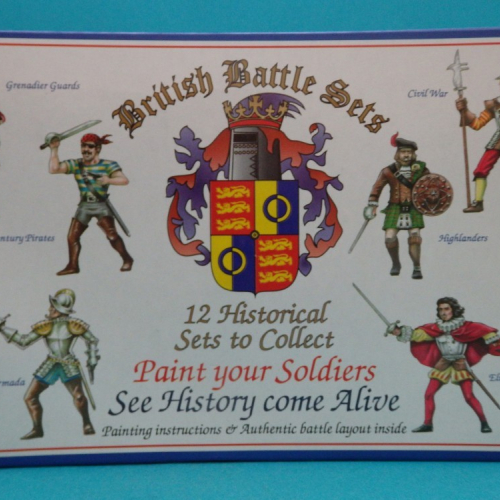 Grenadier Guards
British Battle Sets
Civil War
Highlanders
12 Historical
Sets to Collect
Paint your Soldiers
See History come Alive
Painting instructions & Authentic battle layout inside
Pirates